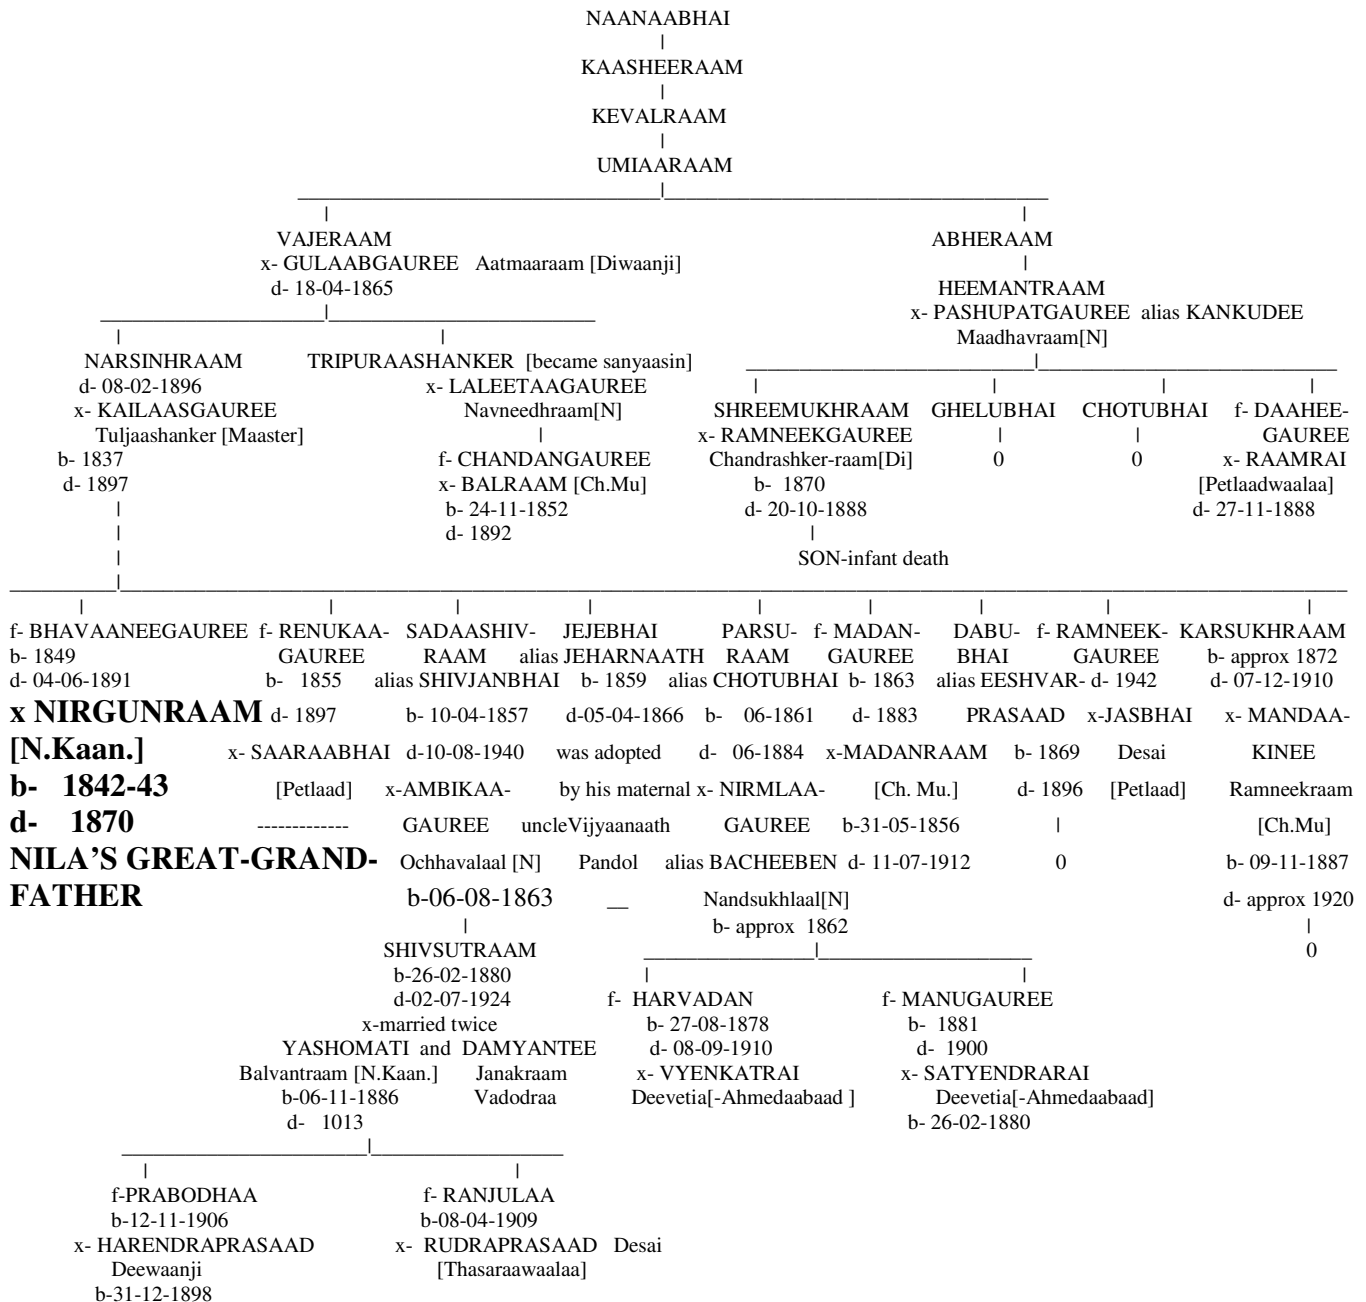 NAANAABHAI
|
KAASHEERAAM
|
KEVALRAAM
|
UMIAARAAM
|
| |
VAJERAAM ABHERAAM
x- GULAABGAUREE Aatmaaraam [Diwaanji] |
d- 18-04-1865 HEEMANTRAAM
| x- PASHUPATGAUREE alias KANKUDEE
| | Maadhavraam[N]
NARSINHRAAM TRIPURAASHANKER [became sanyaasin] |
d- 08-02-1896 x- LALEETAAGAUREE | | | |
x- KAILAASGAUREE Navneedhraam[N] SHREEMUKHRAAM GHELUBHAI CHOTUBHAI f- DAAHEE-
Tuljaashanker [Maaster] | x- RAMNEEKGAUREE | | GAUREE
b- 1837 f- CHANDANGAUREE Chandrashker-raam[Di] 0 0 x- RAAMRAI
d- 1897 x- BALRAAM [Ch.Mu] b- 1870 [Petlaadwaalaa]
| b- 24-11-1852 d- 20-10-1888 d- 27-11-1888
| d- 1892 |
| SON-infant death
|
| | | | | | | | |
f- BHAVAANEEGAUREE f- RENUKAA- SADAASHIV- JEJEBHAI PARSU- f- MADAN- DABU- f- RAMNEEK- KARSUKHRAAM
b- 1849 GAUREE RAAM alias JEHARNAATH RAAM GAUREE BHAI GAUREE b- approx 1872
d- 04-06-1891 b- 1855 alias SHIVJANBHAI b- 1859 alias CHOTUBHAI b- 1863 alias EESHVAR- d- 1942 d- 07-12-1910
x NIRGUNRAAM d- 1897 b- 10-04-1857 d-05-04-1866 b- 06-1861 d- 1883 PRASAAD x-JASBHAI x- MANDAA-
[N.Kaan.] x- SAARAABHAI d-10-08-1940 was adopted d- 06-1884 x-MADANRAAM b- 1869 Desai KINEE
b- 1842-43 [Petlaad] x-AMBIKAA- by his maternal x- NIRMLAA- [Ch. Mu.] d- 1896 [Petlaad] Ramneekraam
d- 1870 ------------- GAUREE uncleVijyaanaath GAUREE b-31-05-1856 | [Ch.Mu]
NILA'S GREAT-GRAND- Ochhavalaal [N] Pandol alias BACHEEBEN d- 11-07-1912 0 b- 09-11-1887
FATHER b-06-08-1863 __ Nandsukhlaal[N] d- approx 1920
| b- approx 1862 |
SHIVSUTRAAM | 0
b-26-02-1880 | |
d-02-07-1924 f- HARVADAN f- MANUGAUREE
x-married twice b- 27-08-1878 b- 1881
YASHOMATI and DAMYANTEE d- 08-09-1910 d- 1900
Balvantraam [N.Kaan.] Janakraam x- VYENKATRAI x- SATYENDRARAI
b-06-11-1886 Vadodraa Deevetia[-Ahmedaabaad ] Deevetia[-Ahmedaabaad]
d- 1013 b- 26-02-1880
|
| |
f-PRABODHAA f- RANJULAA
b-12-11-1906 b-08-04-1909
x- HARENDRAPRASAAD x- RUDRAPRASAAD Desai
Deewaanji [Thasaraawaalaa]
b-31-12-1898